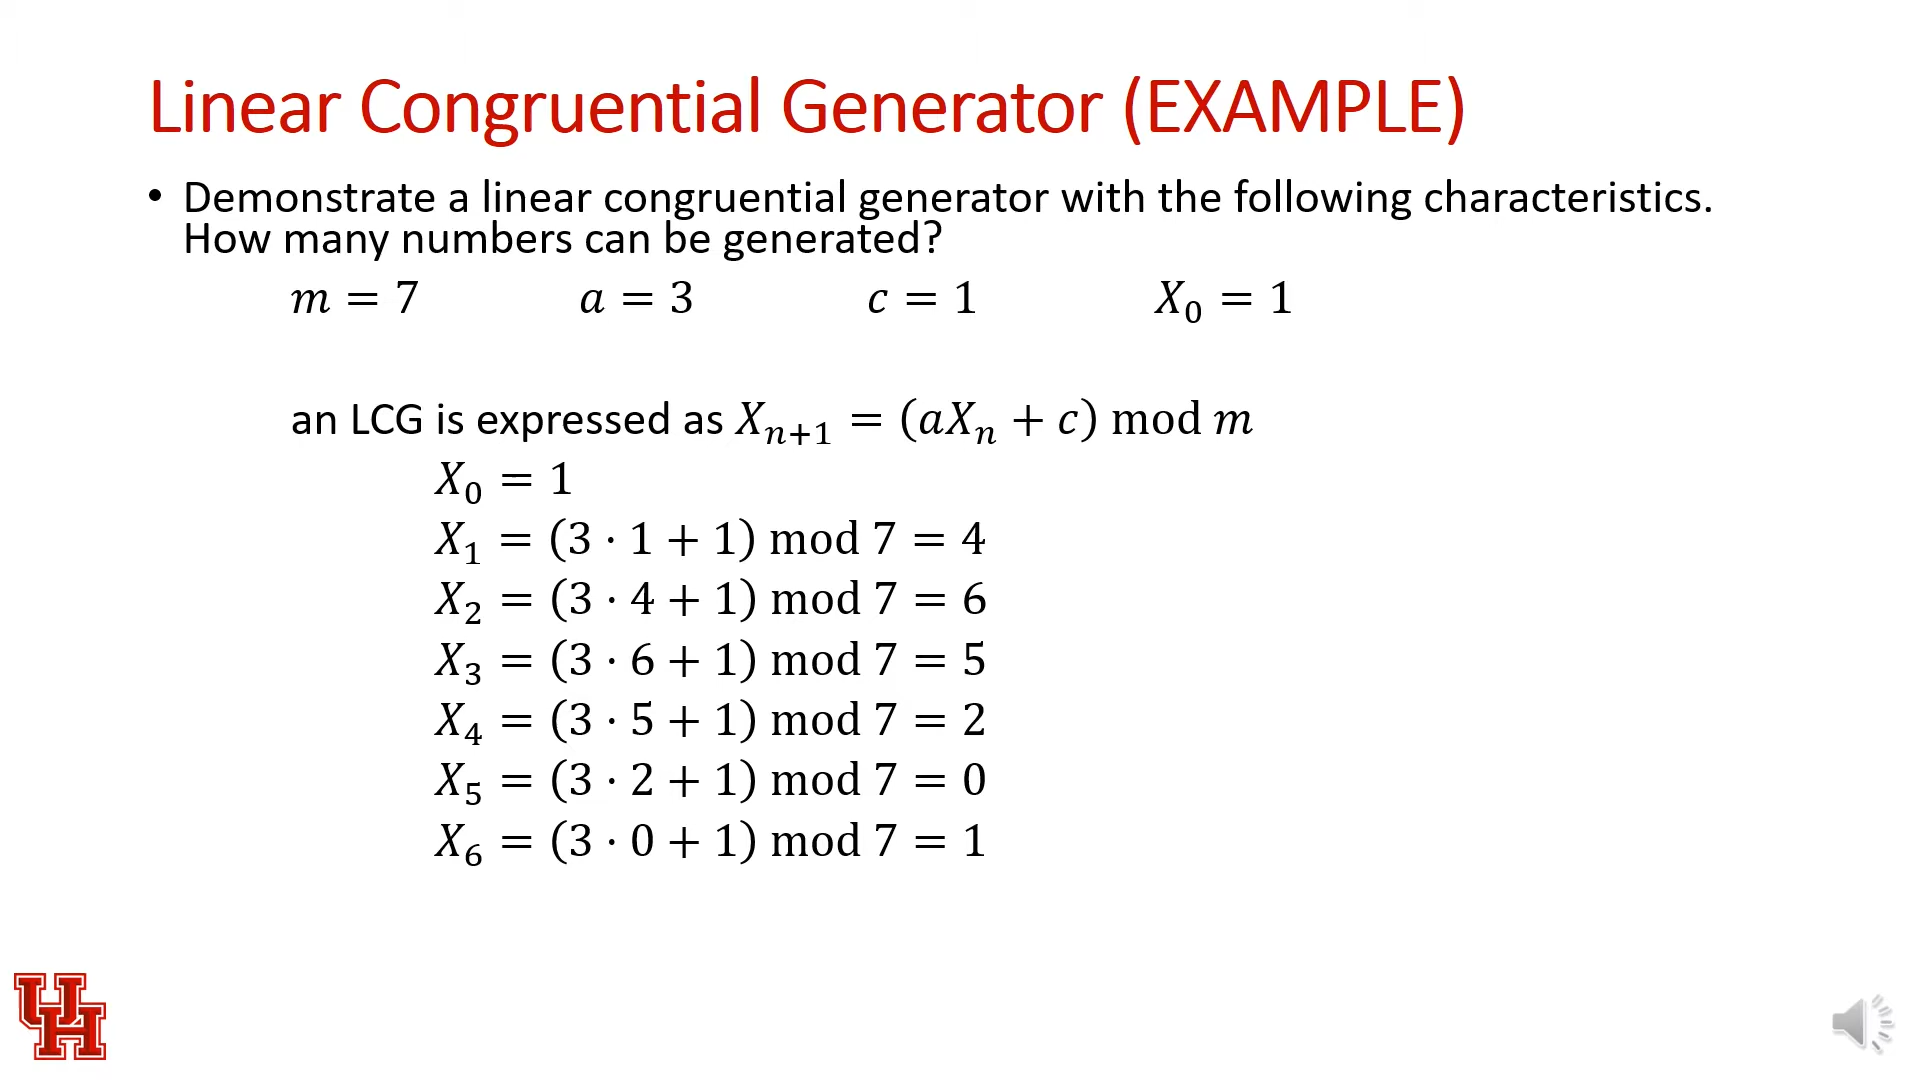 Linear Congruential Generator (EXAMPLE)
• Demonstrate a linear congruential generator with the following characteristics.
How many numbers can be generated?
m = 7 a = 3 c = 1 X₀ = 1
an LCG is expressed as Xₙ₊₁ = (aXₙ + c) mod m
X₀ = 1
X₁ = (3 · 1 + 1) mod 7 = 4
X₂ = (3 · 4 + 1) mod 7 = 6
X₃ = (3 · 6 + 1) mod 7 = 5
X₄ = (3 · 5 + 1) mod 7 = 2
X₅ = (3 · 2 + 1) mod 7 = 0
X₆ = (3 · 0 + 1) mod 7 = 1
UH